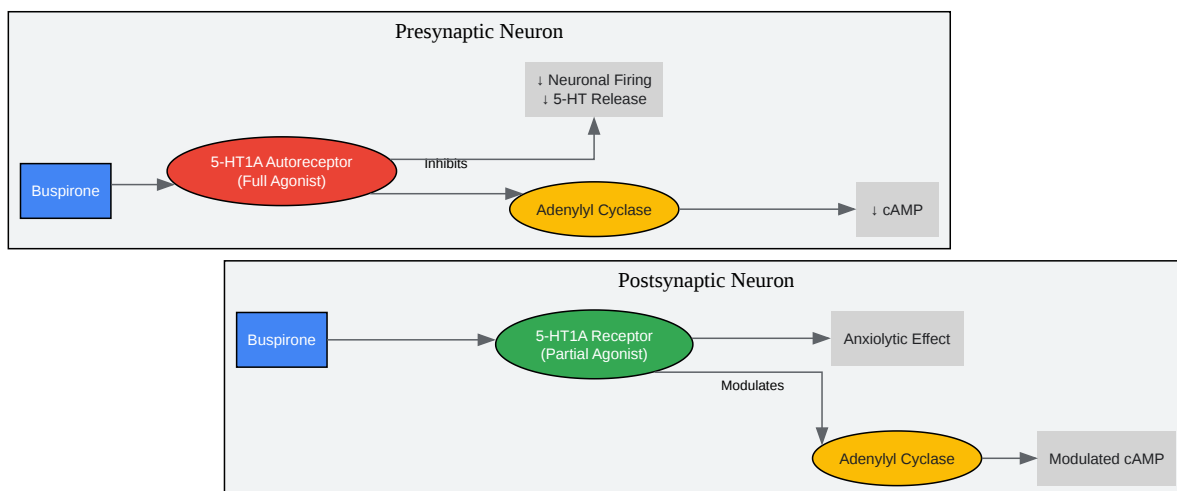 Presynaptic Neuron
↓ Neuronal Firing
↓ 5-HT Release
Buspirone
5-HT1A Autoreceptor
(Full Agonist)
Inhibits
Adenylyl Cyclase
↓ cAMP
Postsynaptic Neuron
Buspirone
5-HT1A Receptor
(Partial Agonist)
Anxiolytic Effect
Modulates
Adenylyl Cyclase
Modulated cAMP